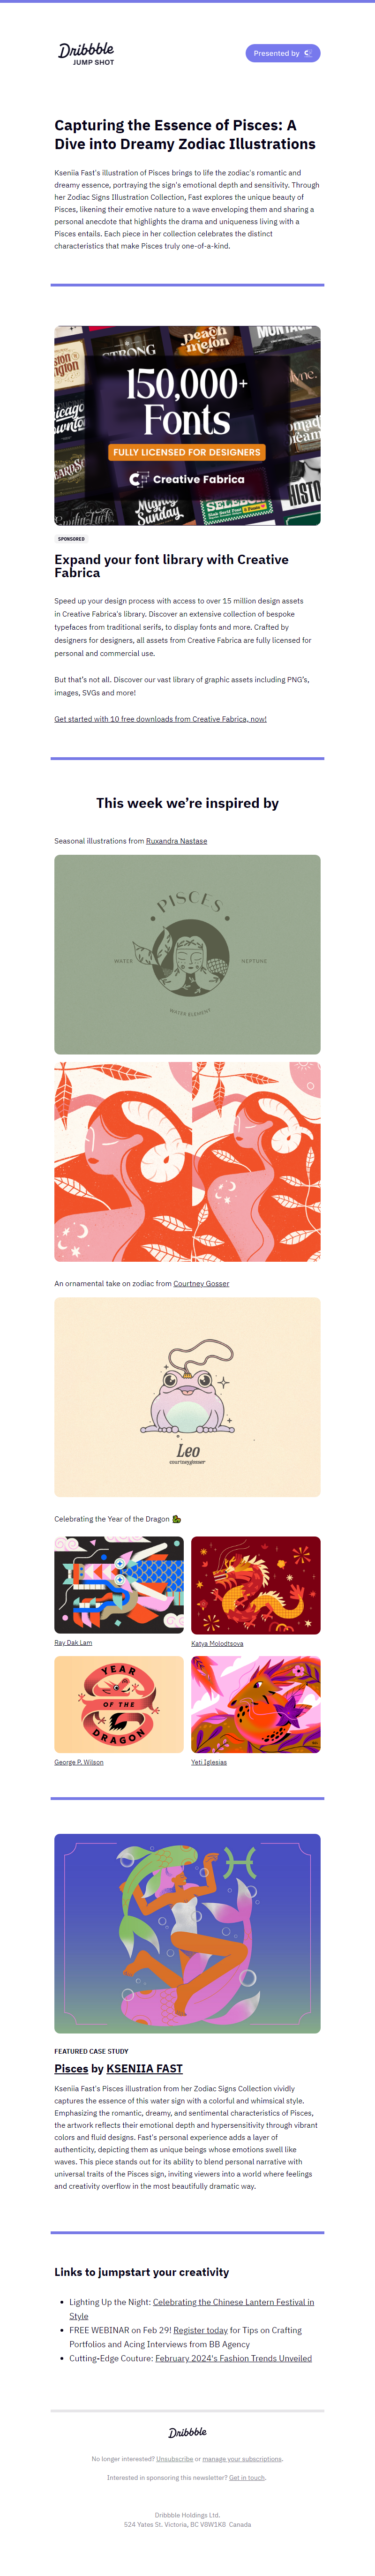 Dribbble
JUMP SHOT
Presented by
Capturing the Essence of Pisces: A
Dive into Dreamy Zodiac Illustrations
Kseniia Fast's illustration of Pisces brings to life the zodiac's romantic and
dreamy essence, portraying the sign's emotional depth and sensitivity. Through
her Zodiac Signs Illustration Collection, Fast explores the unique beauty of
Pisces, likening their emotive nature to a wave enveloping them and sharing a
personal anecdote that highlights the drama and uniqueness living with a
Pisces entails. Each piece in her collection celebrates the distinct
characteristics that make Pisces truly one-of-a-kind.
STRONG
peach
melon
150,000+
Fonts
FULLY LICENSED FOR DESIGNERS
Creative Fabrica
Sunday
SPONSORED
Expand your font library with Creative
Fabrica
Speed up your design process with access to over 15 million design assets
in Creative Fabrica's library. Discover an extensive collection of bespoke
typefaces from traditional serifs, to display fonts and more. Crafted by
designers for designers, all assets from Creative Fabrica are fully licensed for
personal and commercial use.
But that's not all. Discover our vast library of graphic assets including PNG's,
images, SVGs and more!
Get started with 10 free downloads from Creative Fabrica, now!
This week we're inspired by
Seasonal illustrations from Ruxandra Nastase
PISCES
WATER
NEPTUNE
WATER ELEMENT
An ornamental take on zodiac from Courtney Gosser
Leo
courtneygosser
Celebrating the Year of the Dragon 🐲
Ray Dak Lam
Katya Molodtsova
YEAR
OF THE
DRAGON
George P. Wilson
Yeti Iglesias
FEATURED CASE STUDY
Pisces by KSENIIA FAST
Kseniia Fast's Pisces illustration from her Zodiac Signs Collection vividly
captures the essence of this water sign with a colorful and whimsical style.
Emphasizing the romantic, dreamy, and sentimental characteristics of Pisces,
the artwork reflects their emotional depth and hypersensitivity through vibrant
colors and fluid designs. Fast's personal experience adds a layer of
authenticity, depicting them as unique beings whose emotions swell like
waves. This piece stands out for its ability to blend personal narrative with
universal traits of the Pisces sign, inviting viewers into a world where feelings
and creativity overflow in the most beautifully dramatic way.
Links to jumpstart your creativity
• Lighting Up the Night: Celebrating the Chinese Lantern Festival in
Style
• FREE WEBINAR on Feb 29! Register today for Tips on Crafting
Portfolios and Acing Interviews from BB Agency
• Cutting-Edge Couture: February 2024's Fashion Trends Unveiled
Dribbble
No longer interested? Unsubscribe or manage your subscriptions.
Interested in sponsoring this newsletter? Get in touch.
Dribbble Holdings Ltd.
524 Yates St. Victoria, BC V8W1K8 Canada